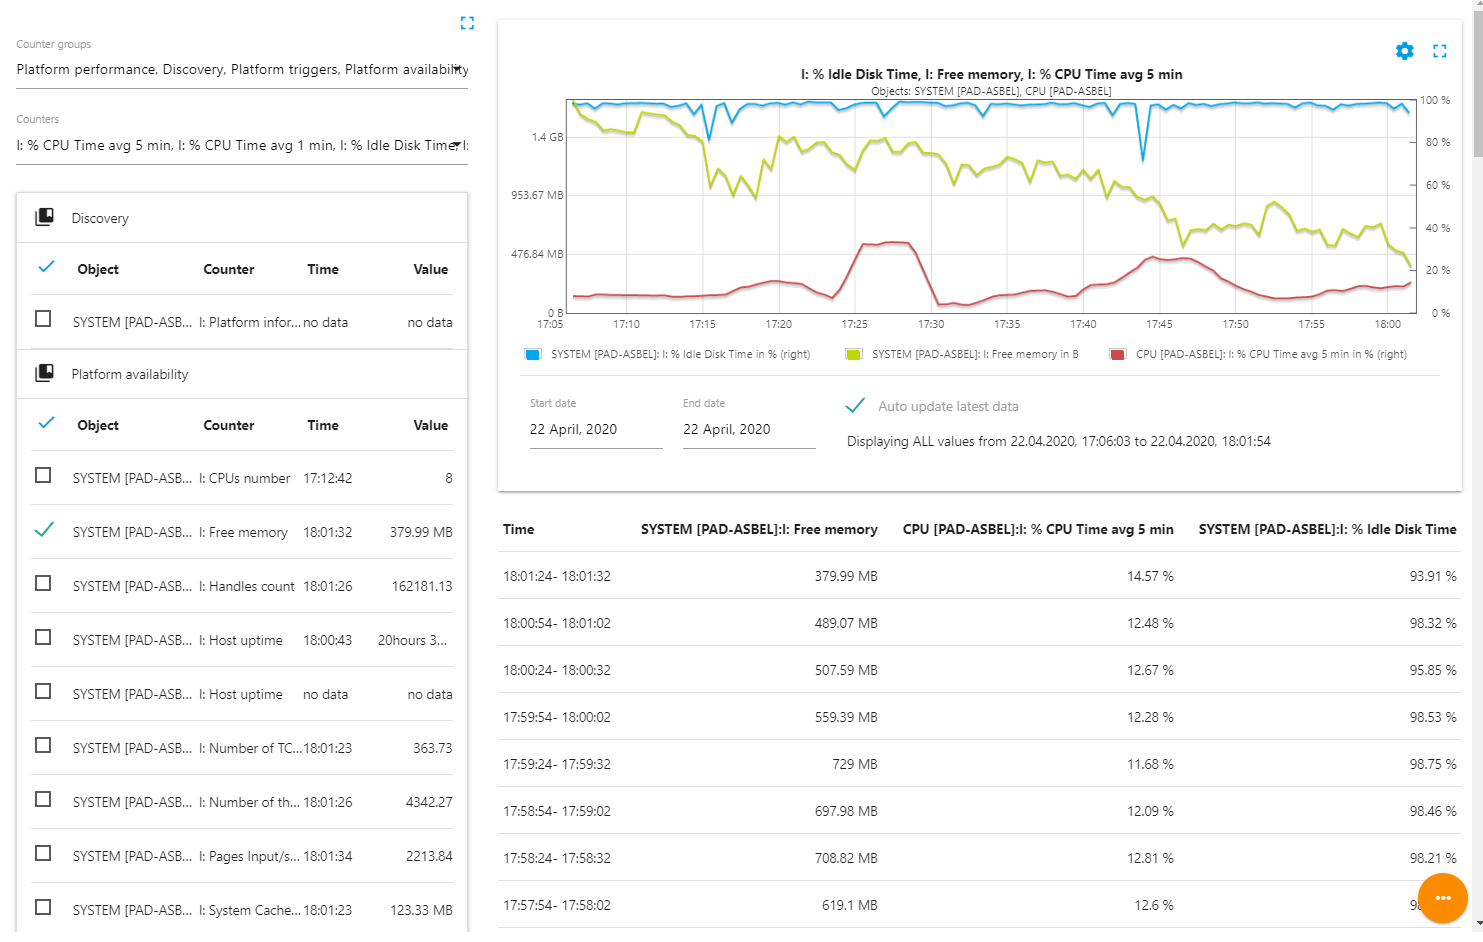 Counter groups
Platform performance, Discovery, Platform triggers, Platform availability
Counters
I: % CPU Time avg 5 min, I: % CPU Time avg 1 min, I: % Idle Disk Time, I:
Discovery
Object Counter Time Value
SYSTEM [PAD-ASB... I: Platform infor... no data no data
Platform availability
Object Counter Time Value
SYSTEM [PAD-ASB... I: CPUs number 17:12:42 8
SYSTEM [PAD-ASB... I: Free memory 18:01:32 379.99 MB
SYSTEM [PAD-ASB... I: Handles count 18:01:26 162181.13
SYSTEM [PAD-ASB... I: Host uptime 18:00:43 20hours 3...
SYSTEM [PAD-ASB... I: Host uptime no data no data
SYSTEM [PAD-ASB... I: Number of TC... 18:01:23 363.73
SYSTEM [PAD-ASB... I: Number of th... 18:01:26 4342.27
SYSTEM [PAD-ASB... I: Pages Input/s... 18:01:34 2213.84
SYSTEM [PAD-ASB... I: System Cache... 18:01:23 123.33 MB
I: % Idle Disk Time, I: Free memory, I: % CPU Time avg 5 min
Objects: SYSTEM [PAD-ASBEL], CPU [PAD-ASBEL]
100 %
1.4 GB 80 %
953.67 MB 60 %
40 %
476.84 MB 20 %
0 B 0 %
17:05 17:10 17:15 17:20 17:25 17:30 17:35 17:40 17:45 17:50 17:55 18:00
SYSTEM [PAD-ASBEL]: I: % Idle Disk Time in % (right) SYSTEM [PAD-ASBEL]: I: Free memory in B CPU [PAD-ASBEL]: I: % CPU Time avg 5 min in % (right)
Start date End date
22 April, 2020 22 April, 2020
Auto update latest data
Displaying ALL values from 22.04.2020, 17:06:03 to 22.04.2020, 18:01:54
Time SYSTEM [PAD-ASBEL]:I: Free memory CPU [PAD-ASBEL]:I: % CPU Time avg 5 min SYSTEM [PAD-ASBEL]:I: % Idle Disk Time
18:01:24- 18:01:32 379.99 MB 14.57 % 93.91 %
18:00:54- 18:01:02 489.07 MB 12.48 % 98.32 %
18:00:24- 18:00:32 507.59 MB 12.67 % 95.85 %
17:59:54- 18:00:02 559.39 MB 12.28 % 98.53 %
17:59:24- 17:59:32 729 MB 11.68 % 98.75 %
17:58:54- 17:59:02 697.98 MB 12.09 % 98.46 %
17:58:24- 17:58:32 708.82 MB 12.81 % 98.21 %
17:57:54- 17:58:02 619.1 MB 12.6 %